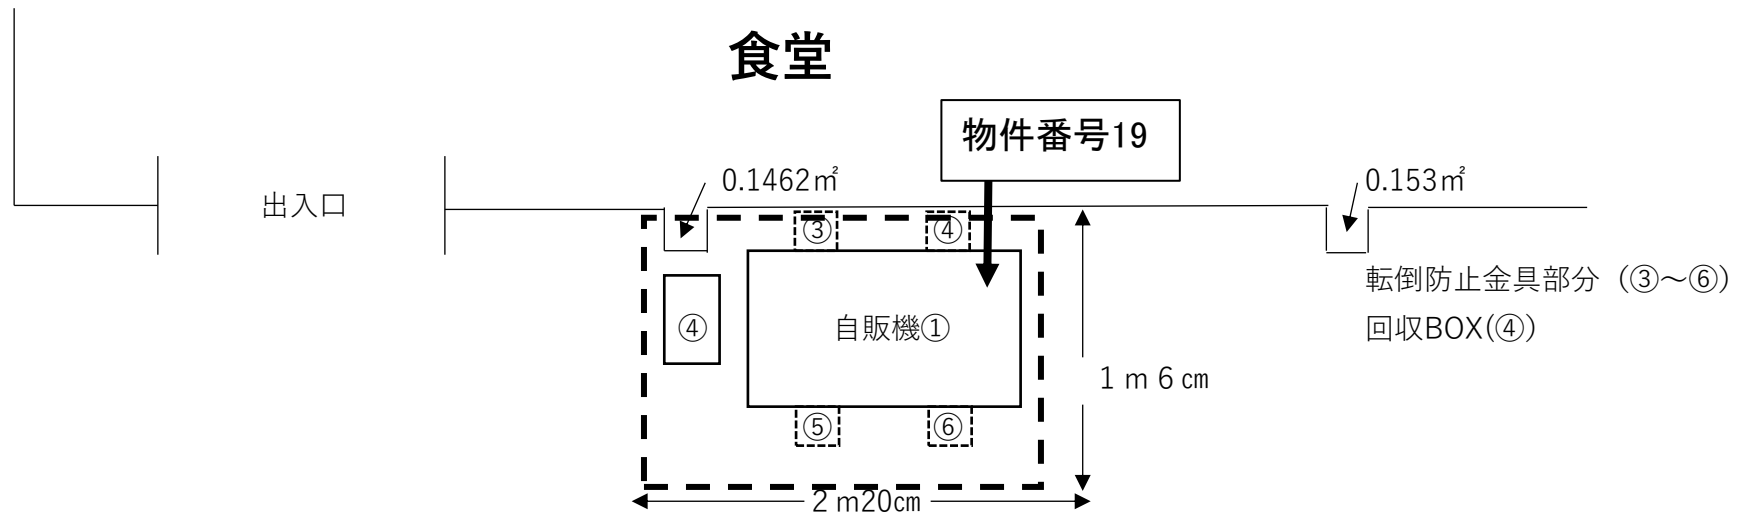 食堂
物件番号19
0.1462㎡
0.153㎡
出入口
③
④
転倒防止金具部分（③～⑥）
④
自販機①
回収BOX(④)
1ｍ6㎝
⑤
⑥
2ｍ20㎝